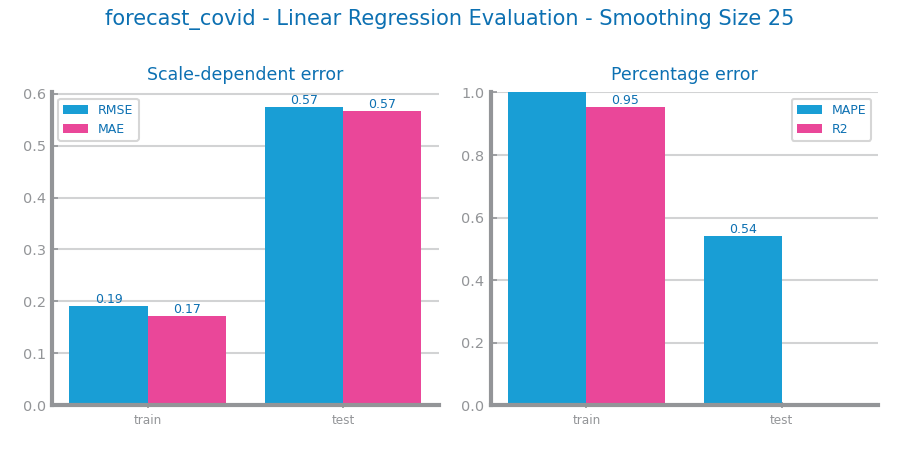 forecast_covid - Linear Regression Evaluation - Smoothing Size 25
Scale-dependent error
0.6
0.5
0.4
0.3
0.2
0.1
0.0
RMSE
MAE
0.19
0.17
0.57
0.57
train
test
Percentage error
1.0
0.8
0.6
0.4
0.2
0.0
MAPE
R2
0.95
0.54
train
test